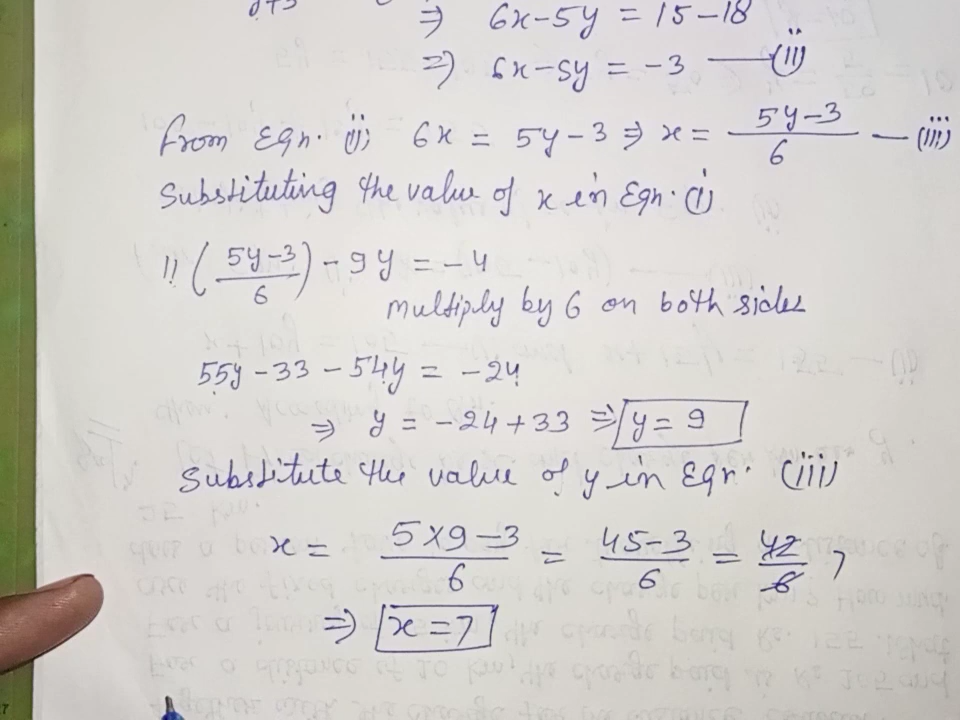 ⇒ 6x-5y = 15-18
⇒ 6x-5y = -3 —(ii)
from Eqn. (ii) 6x = 5y-3 ⇒ x = (5y-3)/6 —(iii)
Substituting the value of x in Eqn. (i)
11((5y-3)/6) - 9y = -4
multiply by 6 on both sides
55y - 33 - 54y = -24
⇒ y = -24+33 ⇒ y = 9
Substitute the value of y in Eqn. (iii)
x = (5×9-3)/6 = (45-3)/6 = 42/6 7
⇒ x = 7